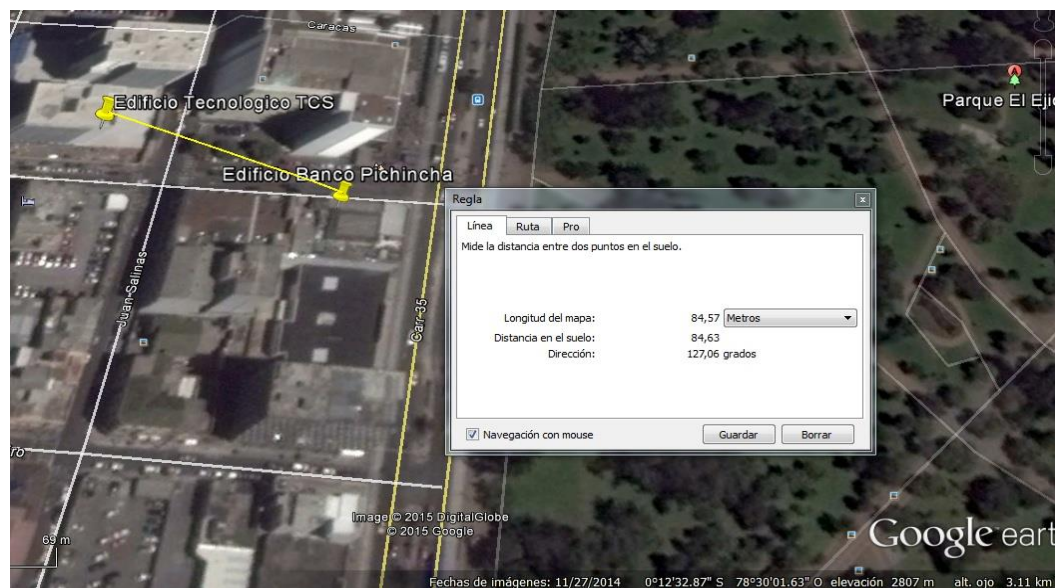 Caracas
Edificio Tecnologico TCS
Parque El Ejid
Edificio Banco Pichincha
Regla
Línea
Ruta
Pro
Mide la distancia entre dos puntos en el suelo.
Juan Salinas
Carr 35
Longitud del mapa: 84,57 Metros
Distancia en el suelo: 84,63
Dirección: 127,06 grados
Navegación con mouse
Guardar
Borrar
ro
Image © 2015 DigitalGlobe
© 2015 Google
69 m
Google eart
Fechas de imágenes: 11/27/2014 0°12'32.87" S 78°30'01.63" O elevación 2807 m alt. ojo 3.11 km